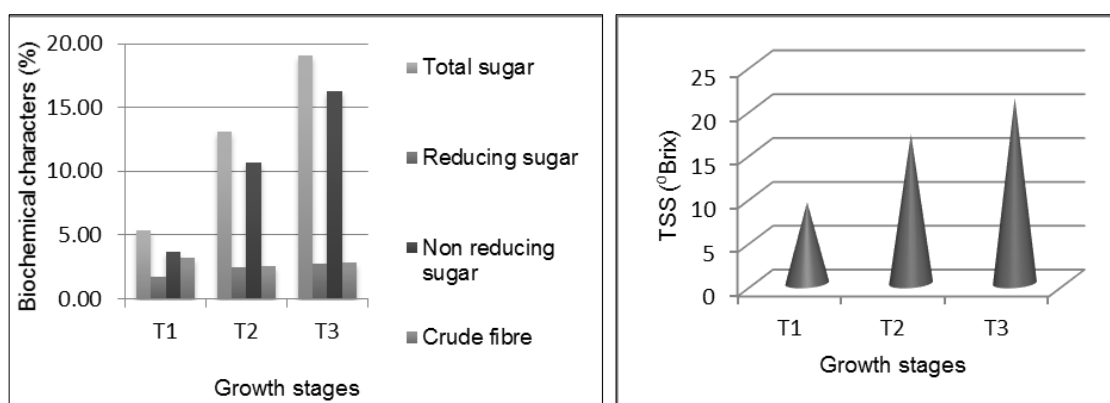 Biochemical characters (%)
20.00
15.00
10.00
5.00
0.00
T1
T2
T3
Growth stages
Total sugar
Reducing sugar
Non reducing
sugar
Crude fibre
TSS (⁰Brix)
25
20
15
10
5
0
T1
T2
T3
Growth stages